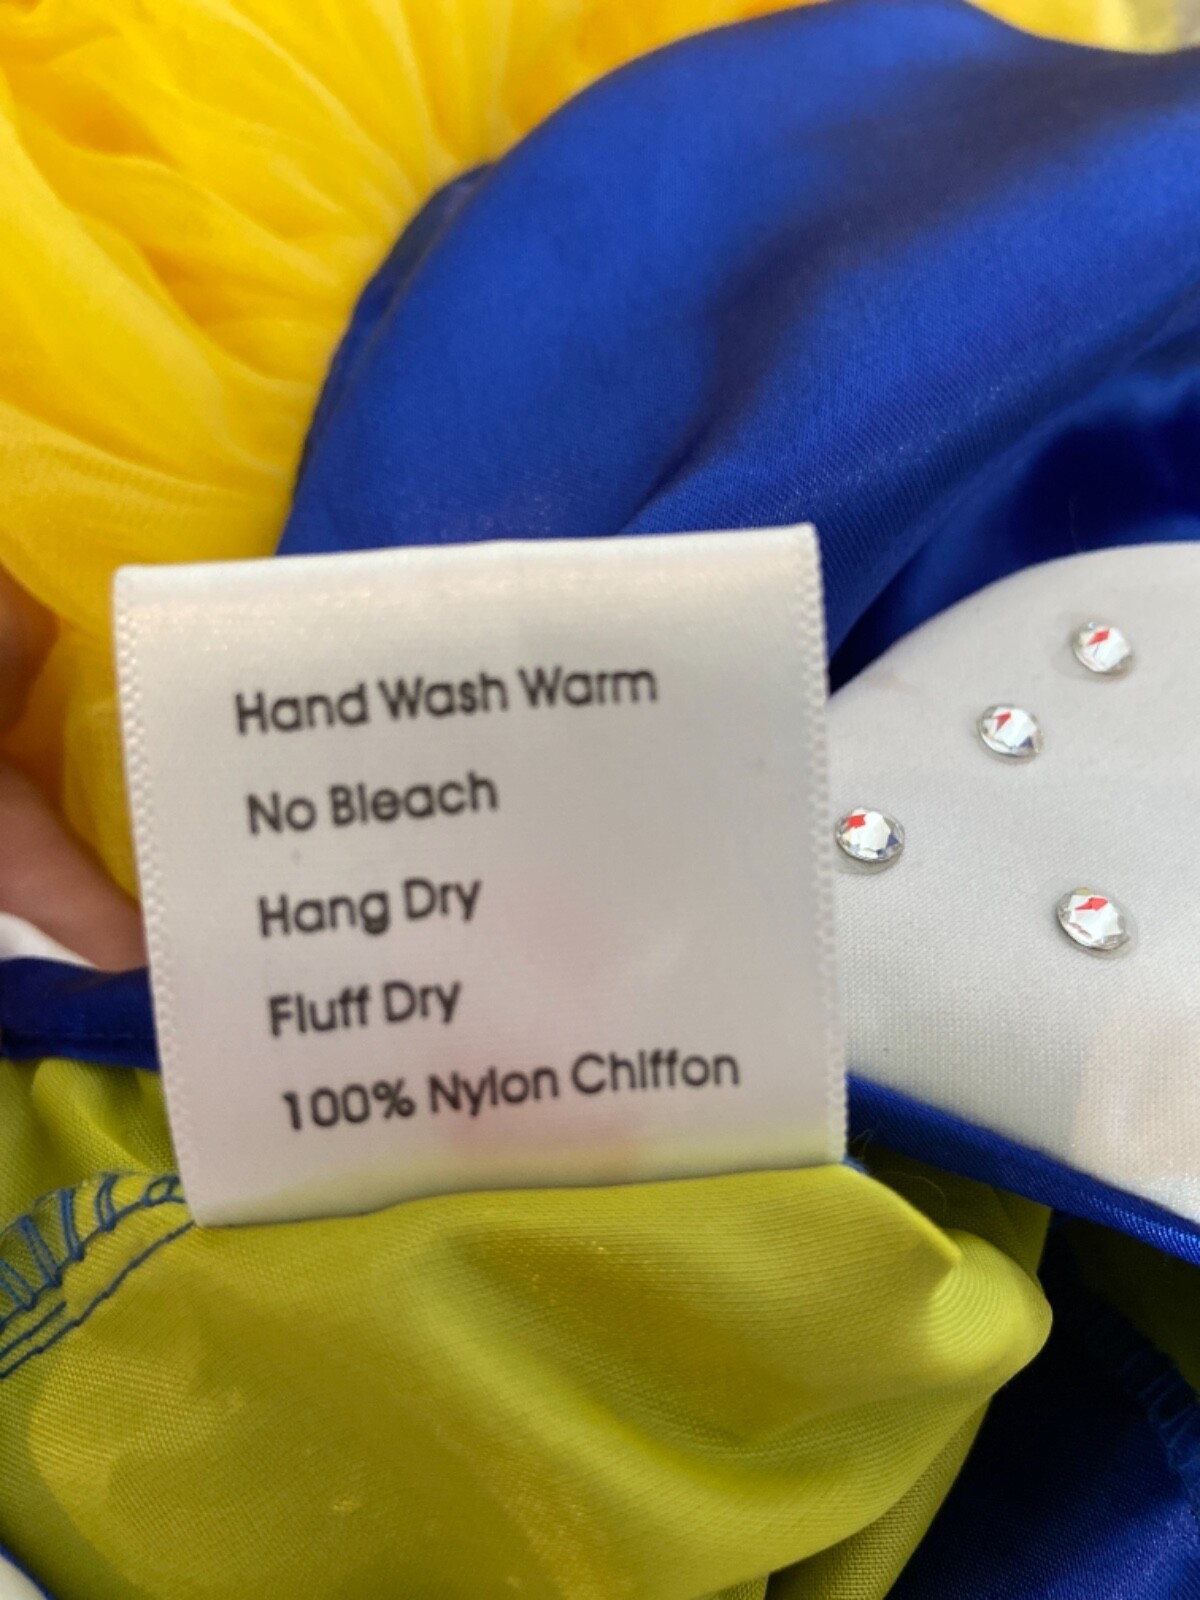 Hand Wash Warm
No Bleach
Hang Dry
Fluff Dry
100% Nylon Chiffon